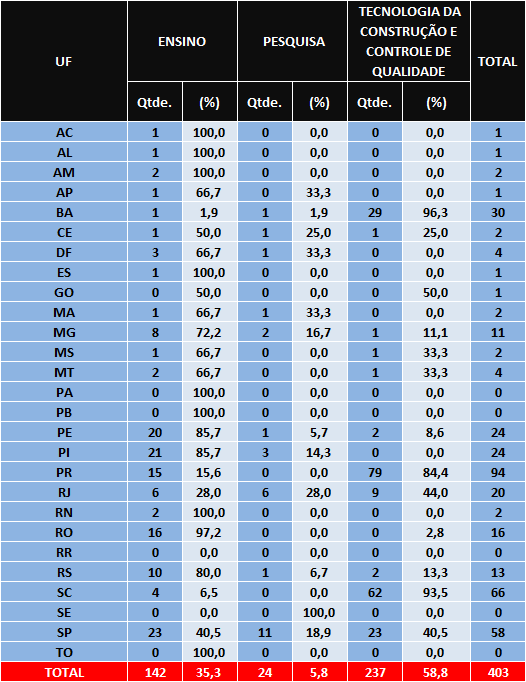 UF ENSINO PESQUISA TECNOLOGIA DA CONSTRUÇÃO E CONTROLE DE QUALIDADE TOTAL
Qtde. (%) Qtde. (%) Qtde. (%)
AC 1 100,0 0 0,0 0 0,0 1
AL 1 100,0 0 0,0 0 0,0 1
AM 2 100,0 0 0,0 0 0,0 2
AP 1 66,7 0 33,3 0 0,0 1
BA 1 1,9 1 1,9 29 96,3 30
CE 1 50,0 1 25,0 1 25,0 2
DF 3 66,7 1 33,3 0 0,0 4
ES 1 100,0 0 0,0 0 0,0 1
GO 0 50,0 0 0,0 0 50,0 1
MA 1 66,7 1 33,3 0 0,0 2
MG 8 72,2 2 16,7 1 11,1 11
MS 1 66,7 0 0,0 1 33,3 2
MT 2 66,7 0 0,0 1 33,3 4
PA 0 100,0 0 0,0 0 0,0 0
PB 0 100,0 0 0,0 0 0,0 0
PE 20 85,7 1 5,7 2 8,6 24
PI 21 85,7 3 14,3 0 0,0 24
PR 15 15,6 0 0,0 79 84,4 94
RJ 6 28,0 6 28,0 9 44,0 20
RN 2 100,0 0 0,0 0 0,0 2
RO 16 97,2 0 0,0 0 2,8 16
RR 0 0,0 0 0,0 0 0,0 0
RS 10 80,0 1 6,7 2 13,3 13
SC 4 6,5 0 0,0 62 93,5 66
SE 0 0,0 0 100,0 0 0,0 0
SP 23 40,5 11 18,9 23 40,5 58
TO 0 100,0 0 0,0 0 0,0 0
TOTAL 142 35,3 24 5,8 237 58,8 403